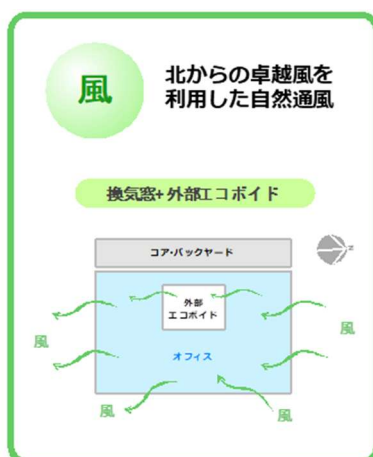 風
北からの卓越風を
利用した自然通風
換気窓+外部エコボイド
コア・バックヤード
N
外部
エコボイド
風
風
オフィス
風
風